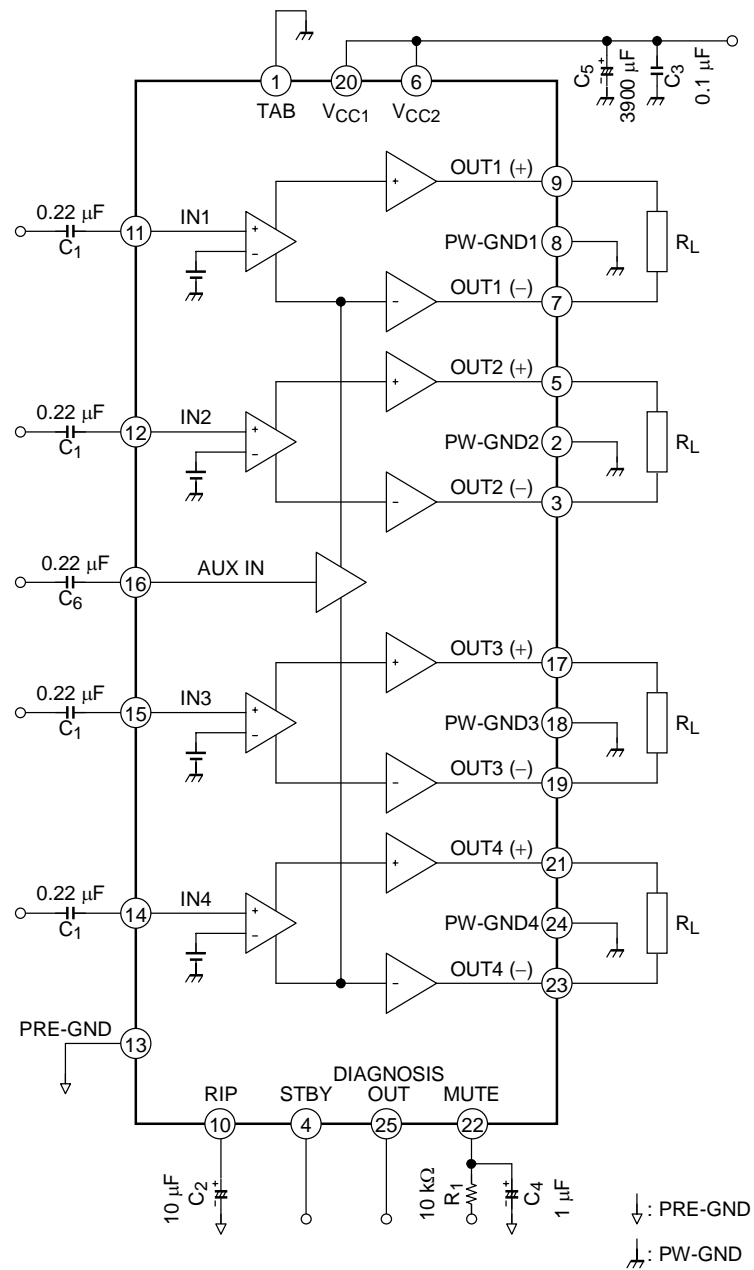 1
TAB
20
VCC1
6
VCC2
C5
3900 µF
C3
0.1 µF
0.22 µF
C1
11
IN1
+
−
+
OUT1 (+)
9
PW-GND1
8
RL
−
OUT1 (−)
7
0.22 µF
C1
12
IN2
+
−
+
OUT2 (+)
5
PW-GND2
2
RL
−
OUT2 (−)
3
0.22 µF
C6
16
AUX IN
0.22 µF
C1
15
IN3
+
−
+
OUT3 (+)
17
PW-GND3
18
RL
−
OUT3 (−)
19
0.22 µF
C1
14
IN4
+
−
+
OUT4 (+)
21
PW-GND4
24
RL
−
OUT4 (−)
23
PRE-GND
13
RIP
10
STBY
4
DIAGNOSIS
OUT
25
MUTE
22
10 µF
C2
10 kΩ
R1
C4
1 µF
: PRE-GND
: PW-GND